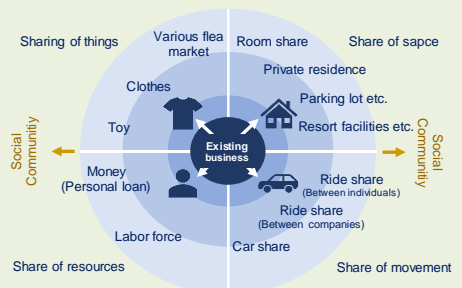 Sharing of things
Various flea
market
Room share
Share of sapce
Clothes
Private residence
Parking lot etc.
Toy
Resort facilities etc.
Existing
business
Social
Communtiy
Social
Community
Money
(Personal loan)
Ride share
(Between individuals)
Ride share
(Between companies)
Labor force
Car share
Share of resources
Share of movement